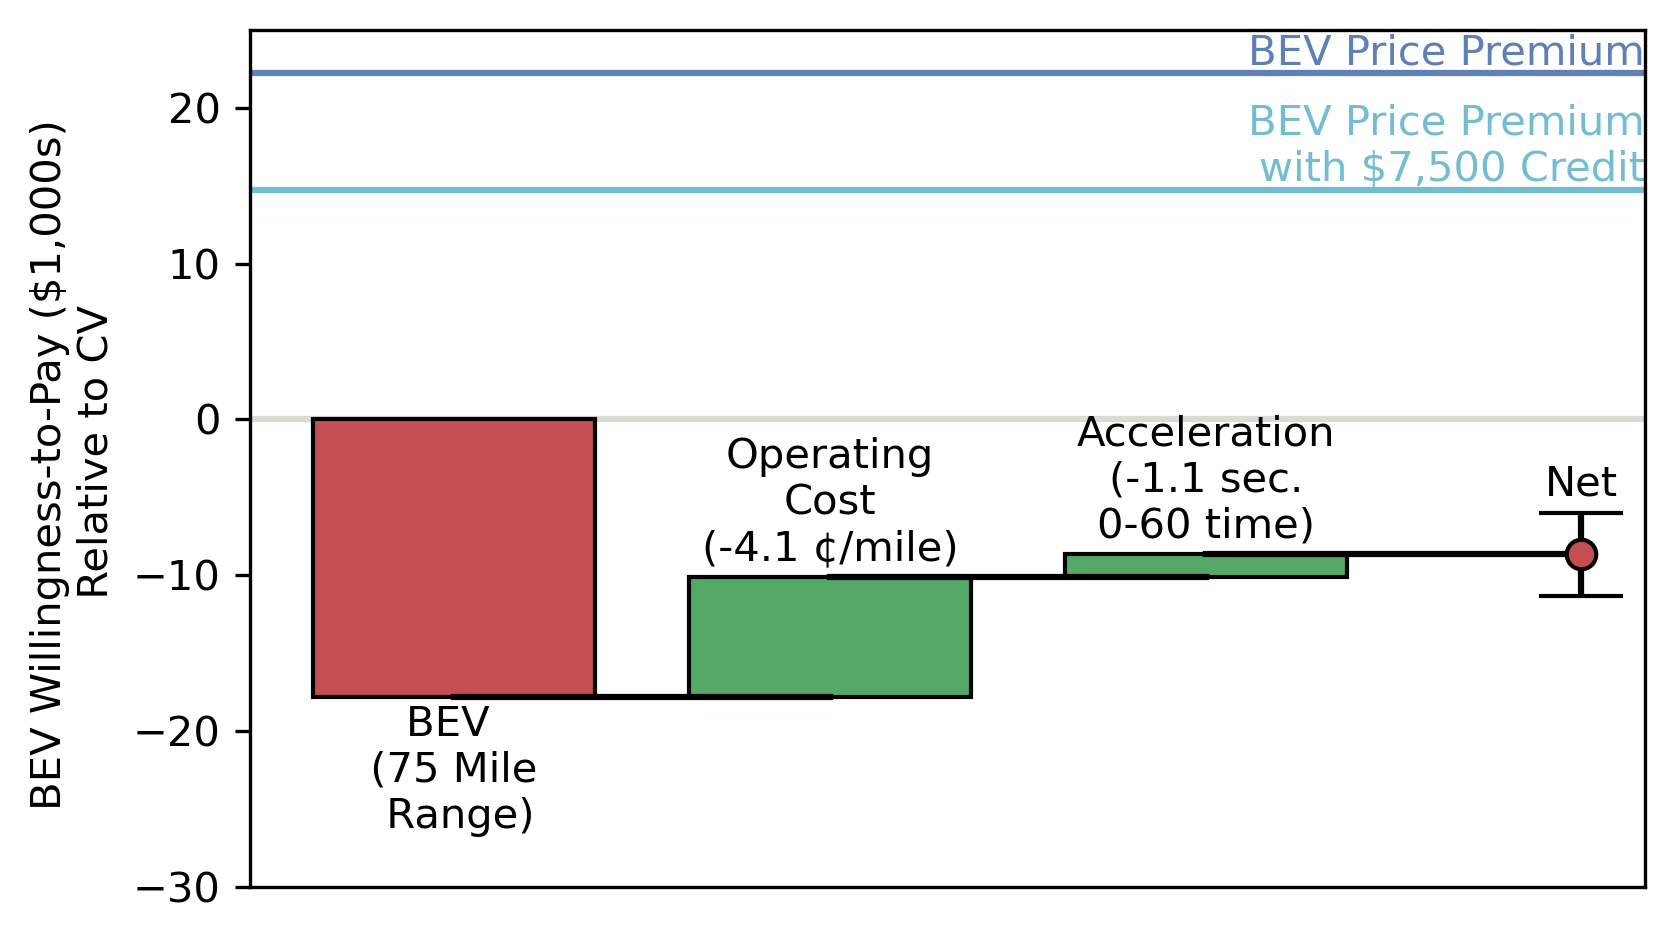 BEV Willingness-to-Pay ($1,000s)
Relative to CV
20
10
0
−10
−20
−30
BEV Price Premium
BEV Price Premium
with $7,500 Credit
BEV
(75 Mile
Range)
Operating
Cost
(-4.1 ¢/mile)
Acceleration
(-1.1 sec.
0-60 time)
Net